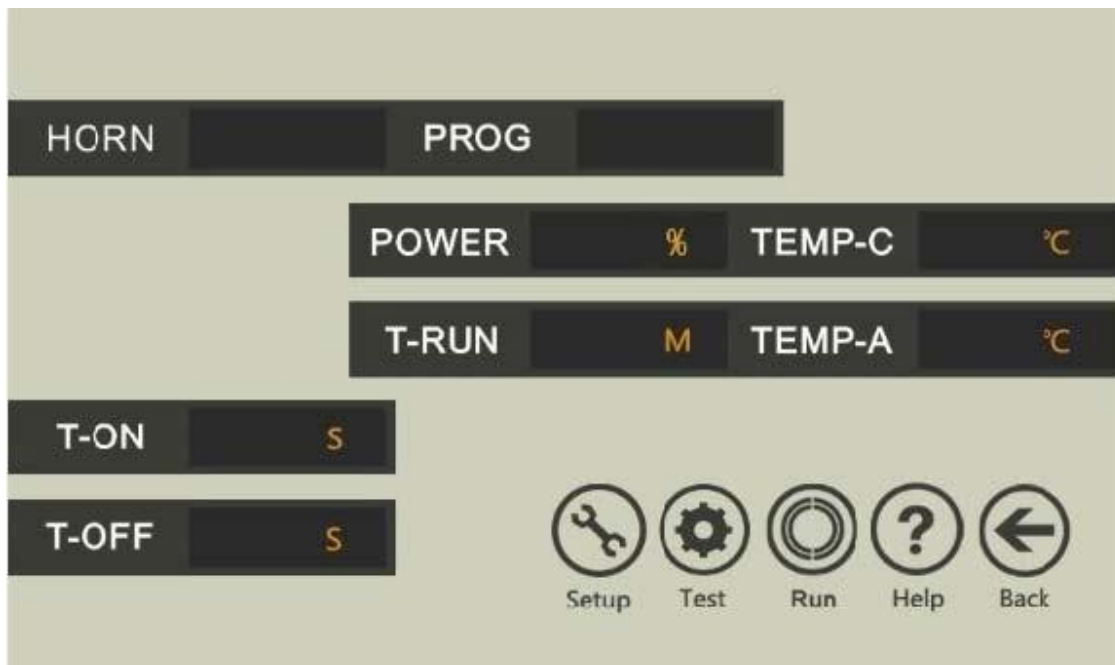 HORN PROG
POWER % TEMP-C °C
T-RUN M TEMP-A °C
T-ON S
T-OFF S
Setup Test Run Help Back